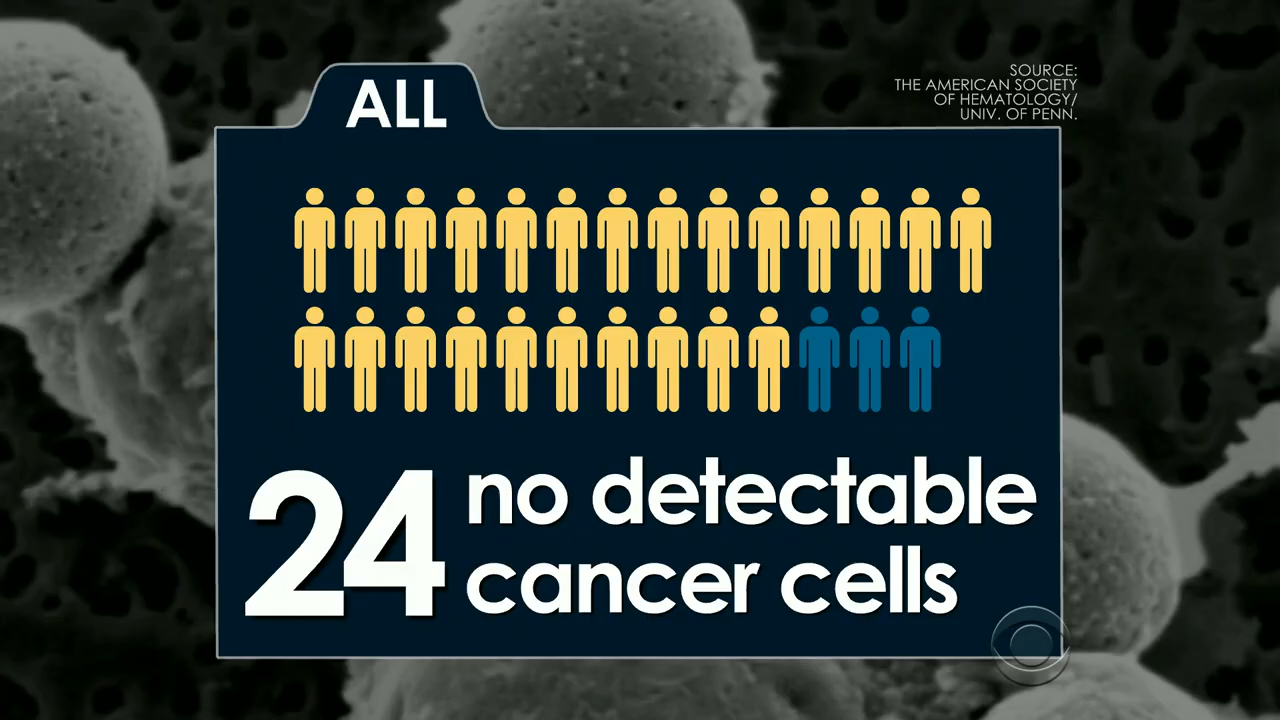 ALL
SOURCE:
THE AMERICAN SOCIETY
OF HEMATOLOGY/
UNIV. OF PENN.
24 no detectable
cancer cells